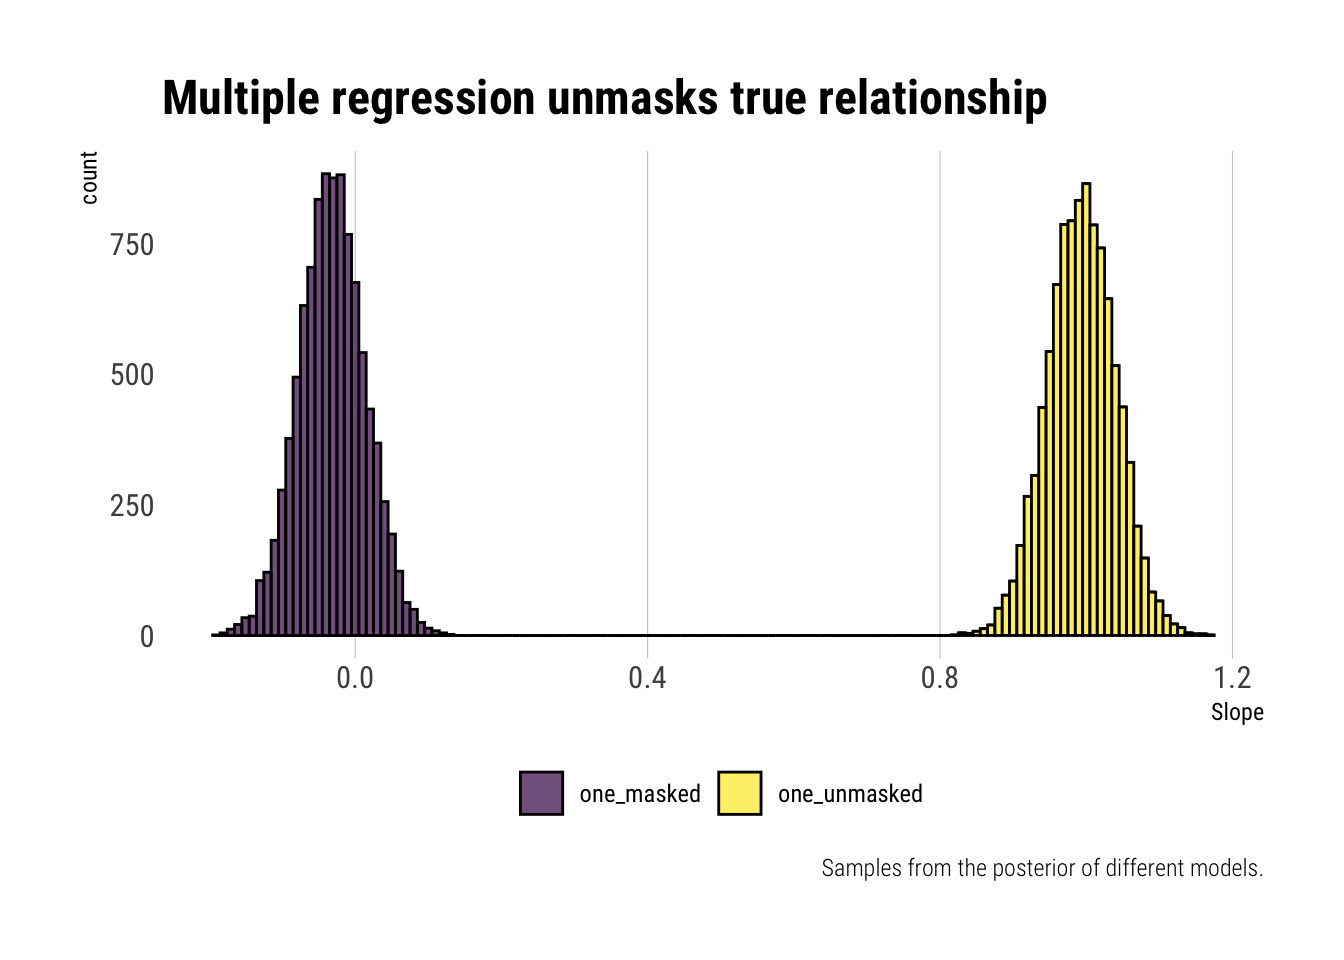 Multiple regression unmasks true relationship
count
750
500
250
0
0.0 0.4 0.8 1.2
Slope
one_masked one_unmasked
Samples from the posterior of different models.